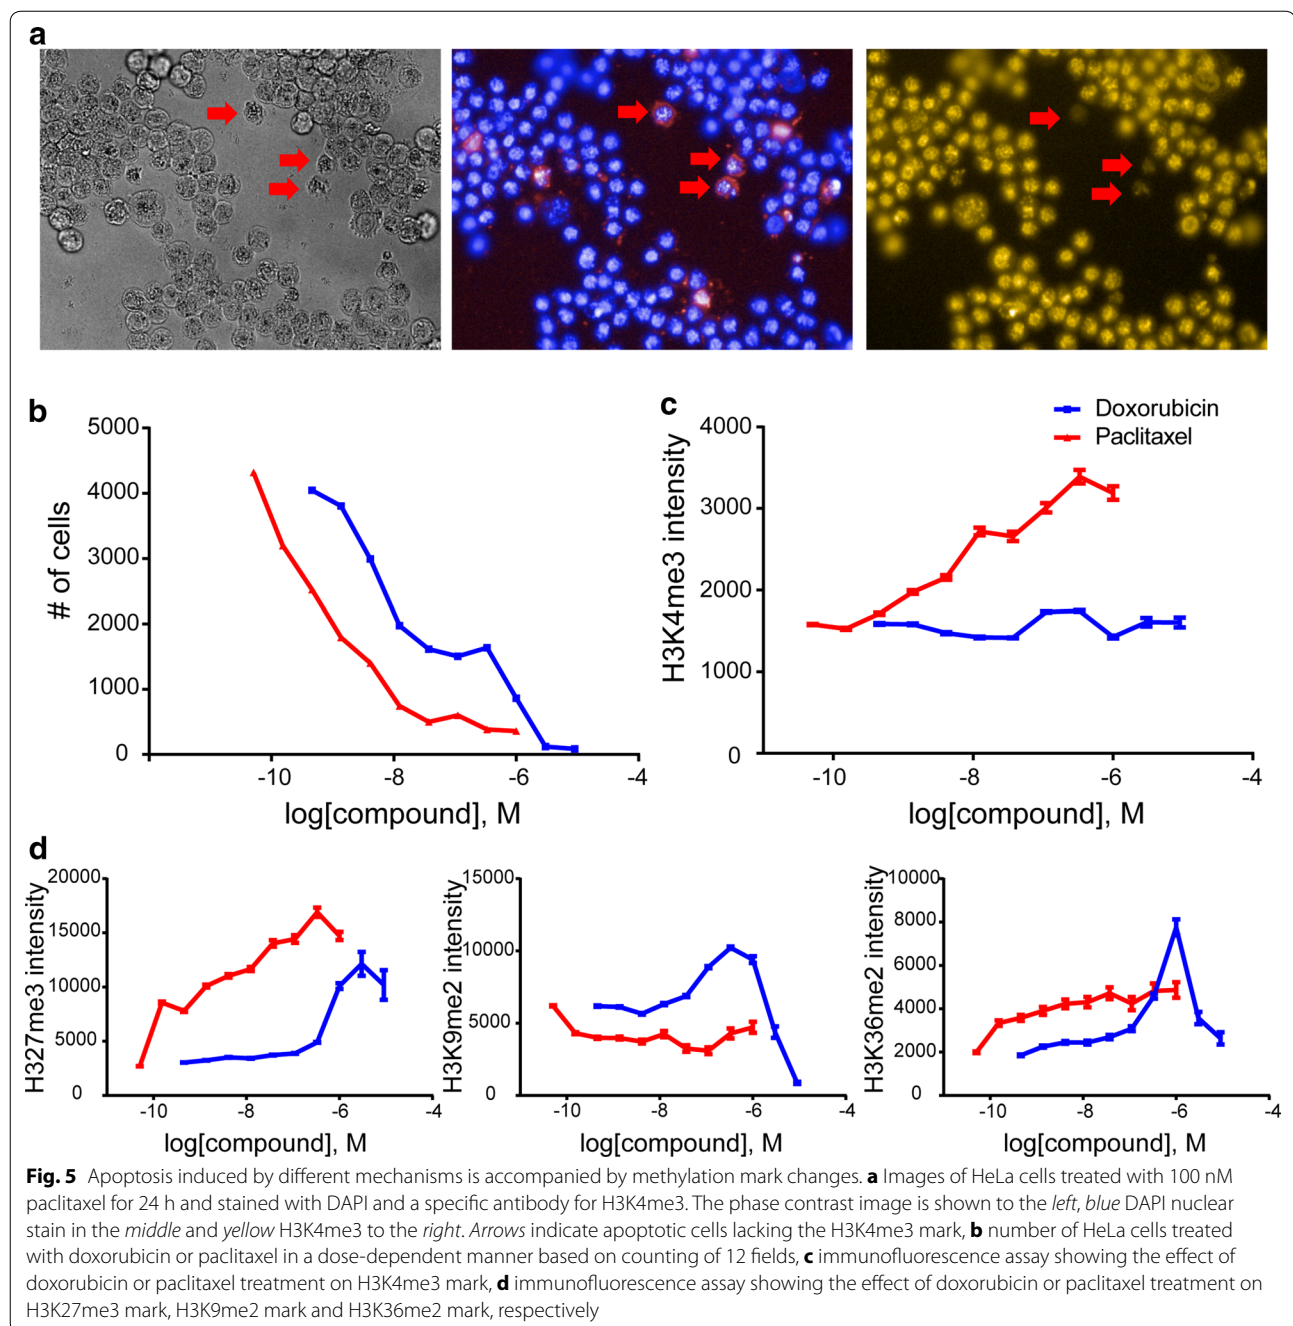 a
b
5000
4000
3000
2000
1000
0
# of cells
-10
-8
-6
-4
log[compound], M
c
Doxorubicin
Paclitaxel
4000
3000
2000
1000
0
H3K4me3 intensity
-10
-8
-6
-4
log[compound], M
d
20000
15000
10000
5000
0
H327me3 intensity
-10
-8
-6
-4
log[compound], M
15000
10000
5000
0
H3K9me2 intensity
-10
-8
-6
-4
log[compound], M
10000
8000
6000
4000
2000
0
H3K36me2 intensity
-10
-8
-6
-4
log[compound], M
Fig. 5 Apoptosis induced by different mechanisms is accompanied by methylation mark changes. a Images of HeLa cells treated with 100 nM
paclitaxel for 24 h and stained with DAPI and a specific antibody for H3K4me3. The phase contrast image is shown to the left, blue DAPI nuclear
stain in the middle and yellow H3K4me3 to the right. Arrows indicate apoptotic cells lacking the H3K4me3 mark, b number of HeLa cells treated
with doxorubicin or paclitaxel in a dose-dependent manner based on counting of 12 fields, c immunofluorescence assay showing the effect of
doxorubicin or paclitaxel treatment on H3K4me3 mark, d immunofluorescence assay showing the effect of doxorubicin or paclitaxel treatment on
H3K27me3 mark, H3K9me2 mark and H3K36me2 mark, respectively